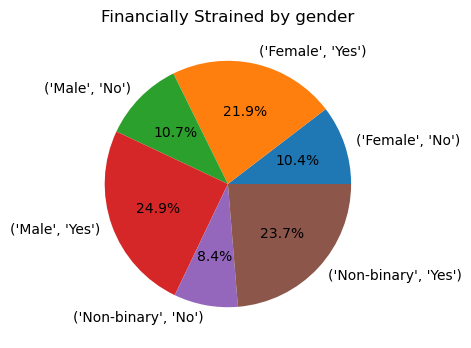 Financially Strained by gender
('Female', 'Yes')
('Male', 'No')
21.9%
10.7%
('Female', 'No')
10.4%
24.9%
('Male', 'Yes')
23.7%
8.4%
('Non-binary', 'Yes')
('Non-binary', 'No')